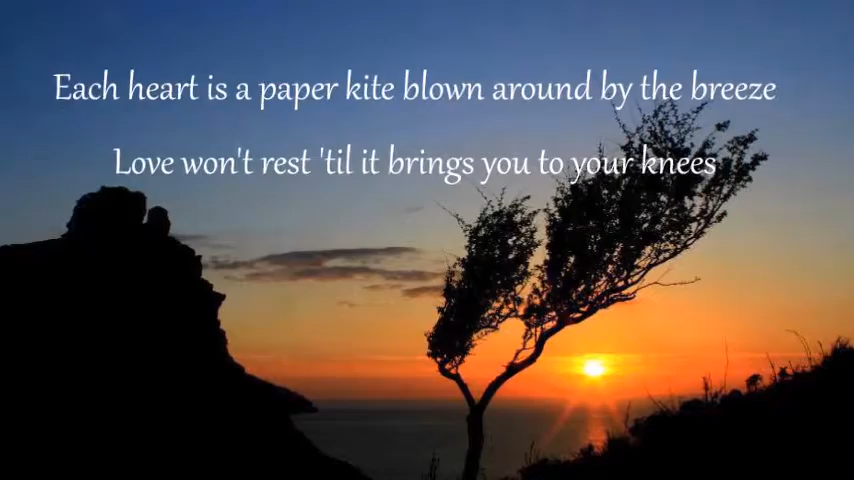 Each heart is a paper kite blown around by the breeze
Love won't rest 'til it brings you to your knees